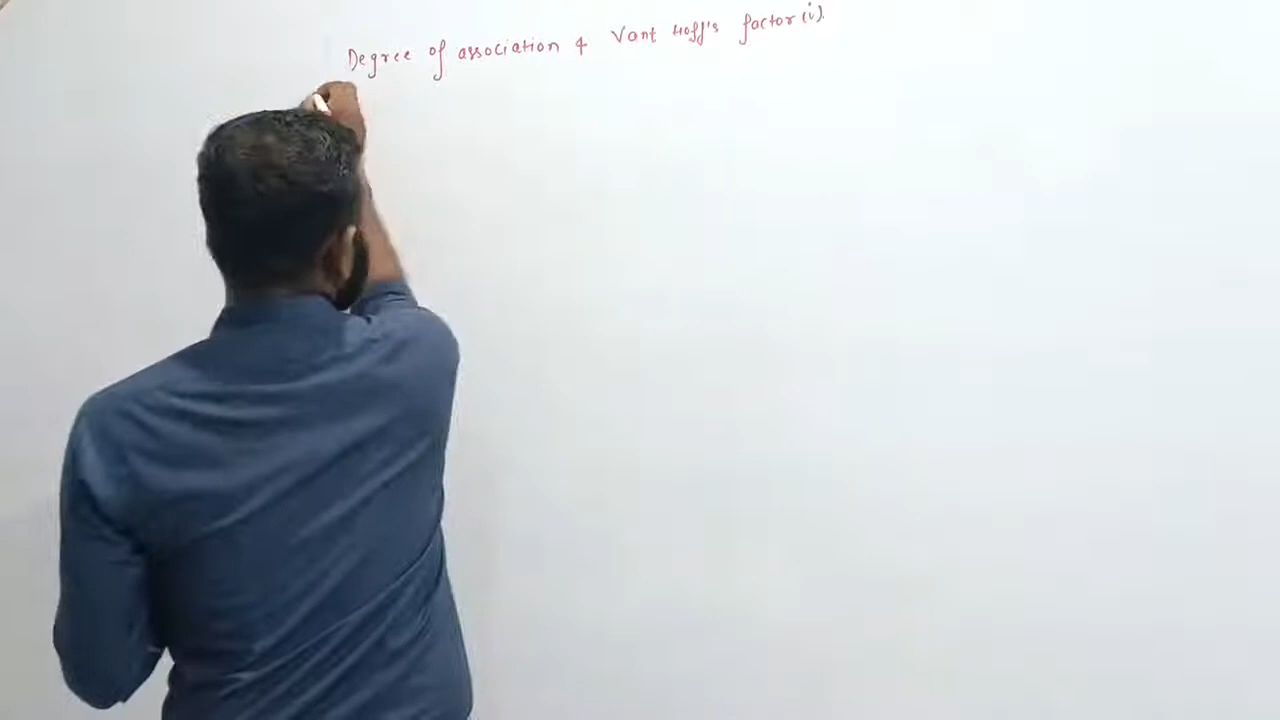 Degree of association & Vant Hoff's factor (i).